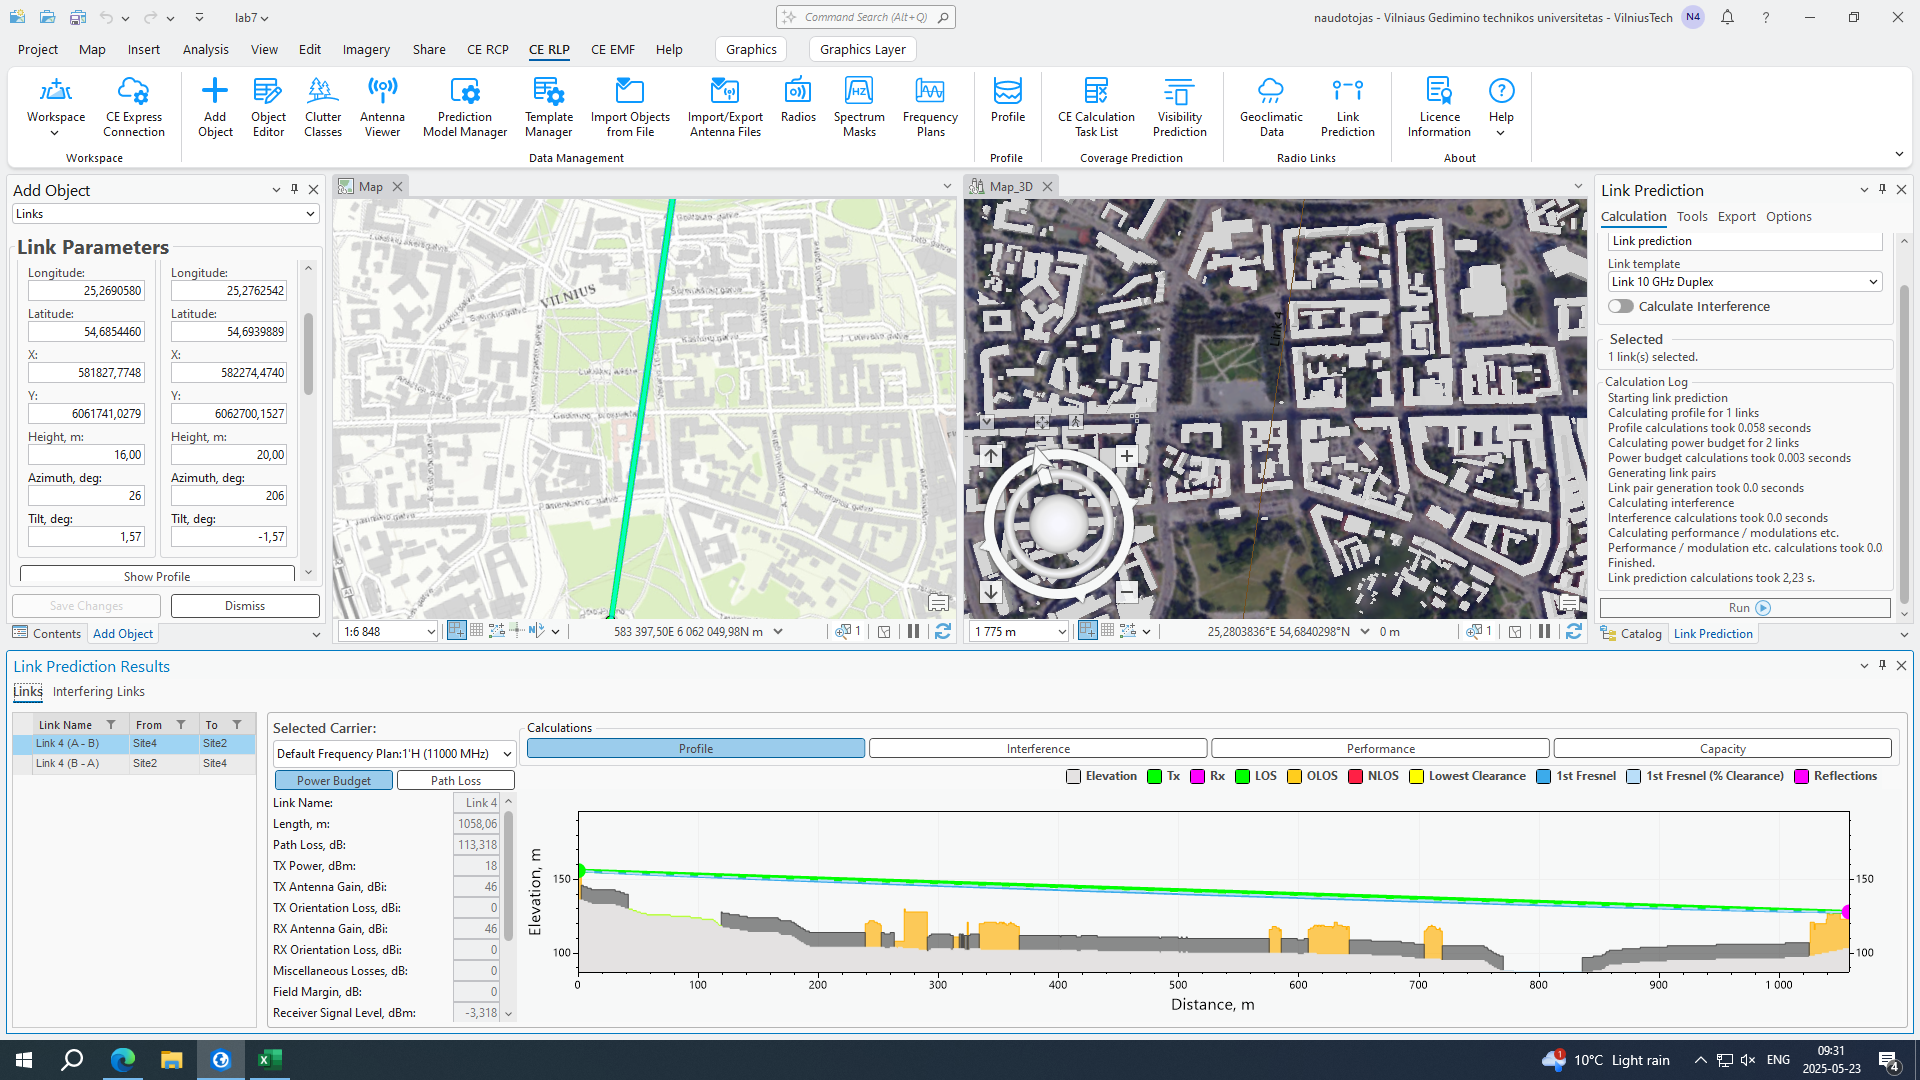 lab7
Command Search (Alt+Q)
naudotojas - Vilniaus Gedimino technikos universitetas - VilniusTech
N4
Project Map Insert Analysis View Edit Imagery Share CE RCP CE RLP CE EMF Help Graphics Graphics Layer
Workspace
CE Express Connection
Add Object
Object Editor
Clutter Classes
Antenna Viewer
Prediction Model Manager
Template Manager
Import Objects from File
Import/Export Antenna Files
Radios
Spectrum Masks
Frequency Plans
Profile
CE Calculation Task List
Visibility Prediction
Geoclimatic Data
Link Prediction
Licence Information
Help
Workspace
Data Management
Profile
Coverage Prediction
Radio Links
About
Add Object
Links
Link Parameters
Longitude: Longitude:
25,2690580 25,2762542
Latitude: Latitude:
54,6854460 54,6939889
X: X:
581827,7748 582274,4740
Y: Y:
6061741,0279 6062700,1527
Height, m: Height, m:
16,00 20,00
Azimuth, deg: Azimuth, deg:
26 206
Tilt, deg: Tilt, deg:
1,57 -1,57
Show Profile
Save Changes Dismiss
Contents Add Object
Map
VILNIUS
1:6 848
583 397,50E 6 062 049,98N m
1
Map_3D
Link 4
1 775 m
25,2803836°E 54,6840298°N 0 m
1
Link Prediction
Calculation Tools Export Options
Link prediction
Link template
Link 10 GHz Duplex
Calculate Interference
Selected
1 link(s) selected.
Calculation Log
Starting link prediction
Calculating profile for 1 links
Profile calculations took 0.058 seconds
Calculating power budget for 2 links
Power budget calculations took 0.003 seconds
Generating link pairs
Link pair generation took 0.0 seconds
Calculating interference
Interference calculations took 0.0 seconds
Calculating performance / modulations etc.
Performance / modulation etc. calculations took 0.0
Finished.
Link prediction calculations took 2,23 s.
Run
Catalog Link Prediction
Link Prediction Results
Links Interfering Links
Link Name From To
Link 4 (A - B) Site4 Site2
Link 4 (B - A) Site2 Site4
Selected Carrier:
Default Frequency Plan:1'H (11000 MHz)
Power Budget Path Loss
Link Name: Link 4
Length, m: 1058,06
Path Loss, dB: 113,318
TX Power, dBm: 18
TX Antenna Gain, dBi: 46
TX Orientation Loss, dBi: 0
RX Antenna Gain, dBi: 46
RX Orientation Loss, dBi: 0
Miscellaneous Losses, dB: 0
Field Margin, dB: 0
Receiver Signal Level, dBm: -3,318
Calculations
Profile Interference Performance Capacity
Elevation Tx Rx LOS OLOS NLOS Lowest Clearance 1st Fresnel 1st Fresnel (% Clearance) Reflections
Elevation, m
150 150
100 100
0 100 200 300 400 500 600 700 800 900 1 000
Distance, m
1
10°C Light rain
ENG
09:31
2025-05-23
4